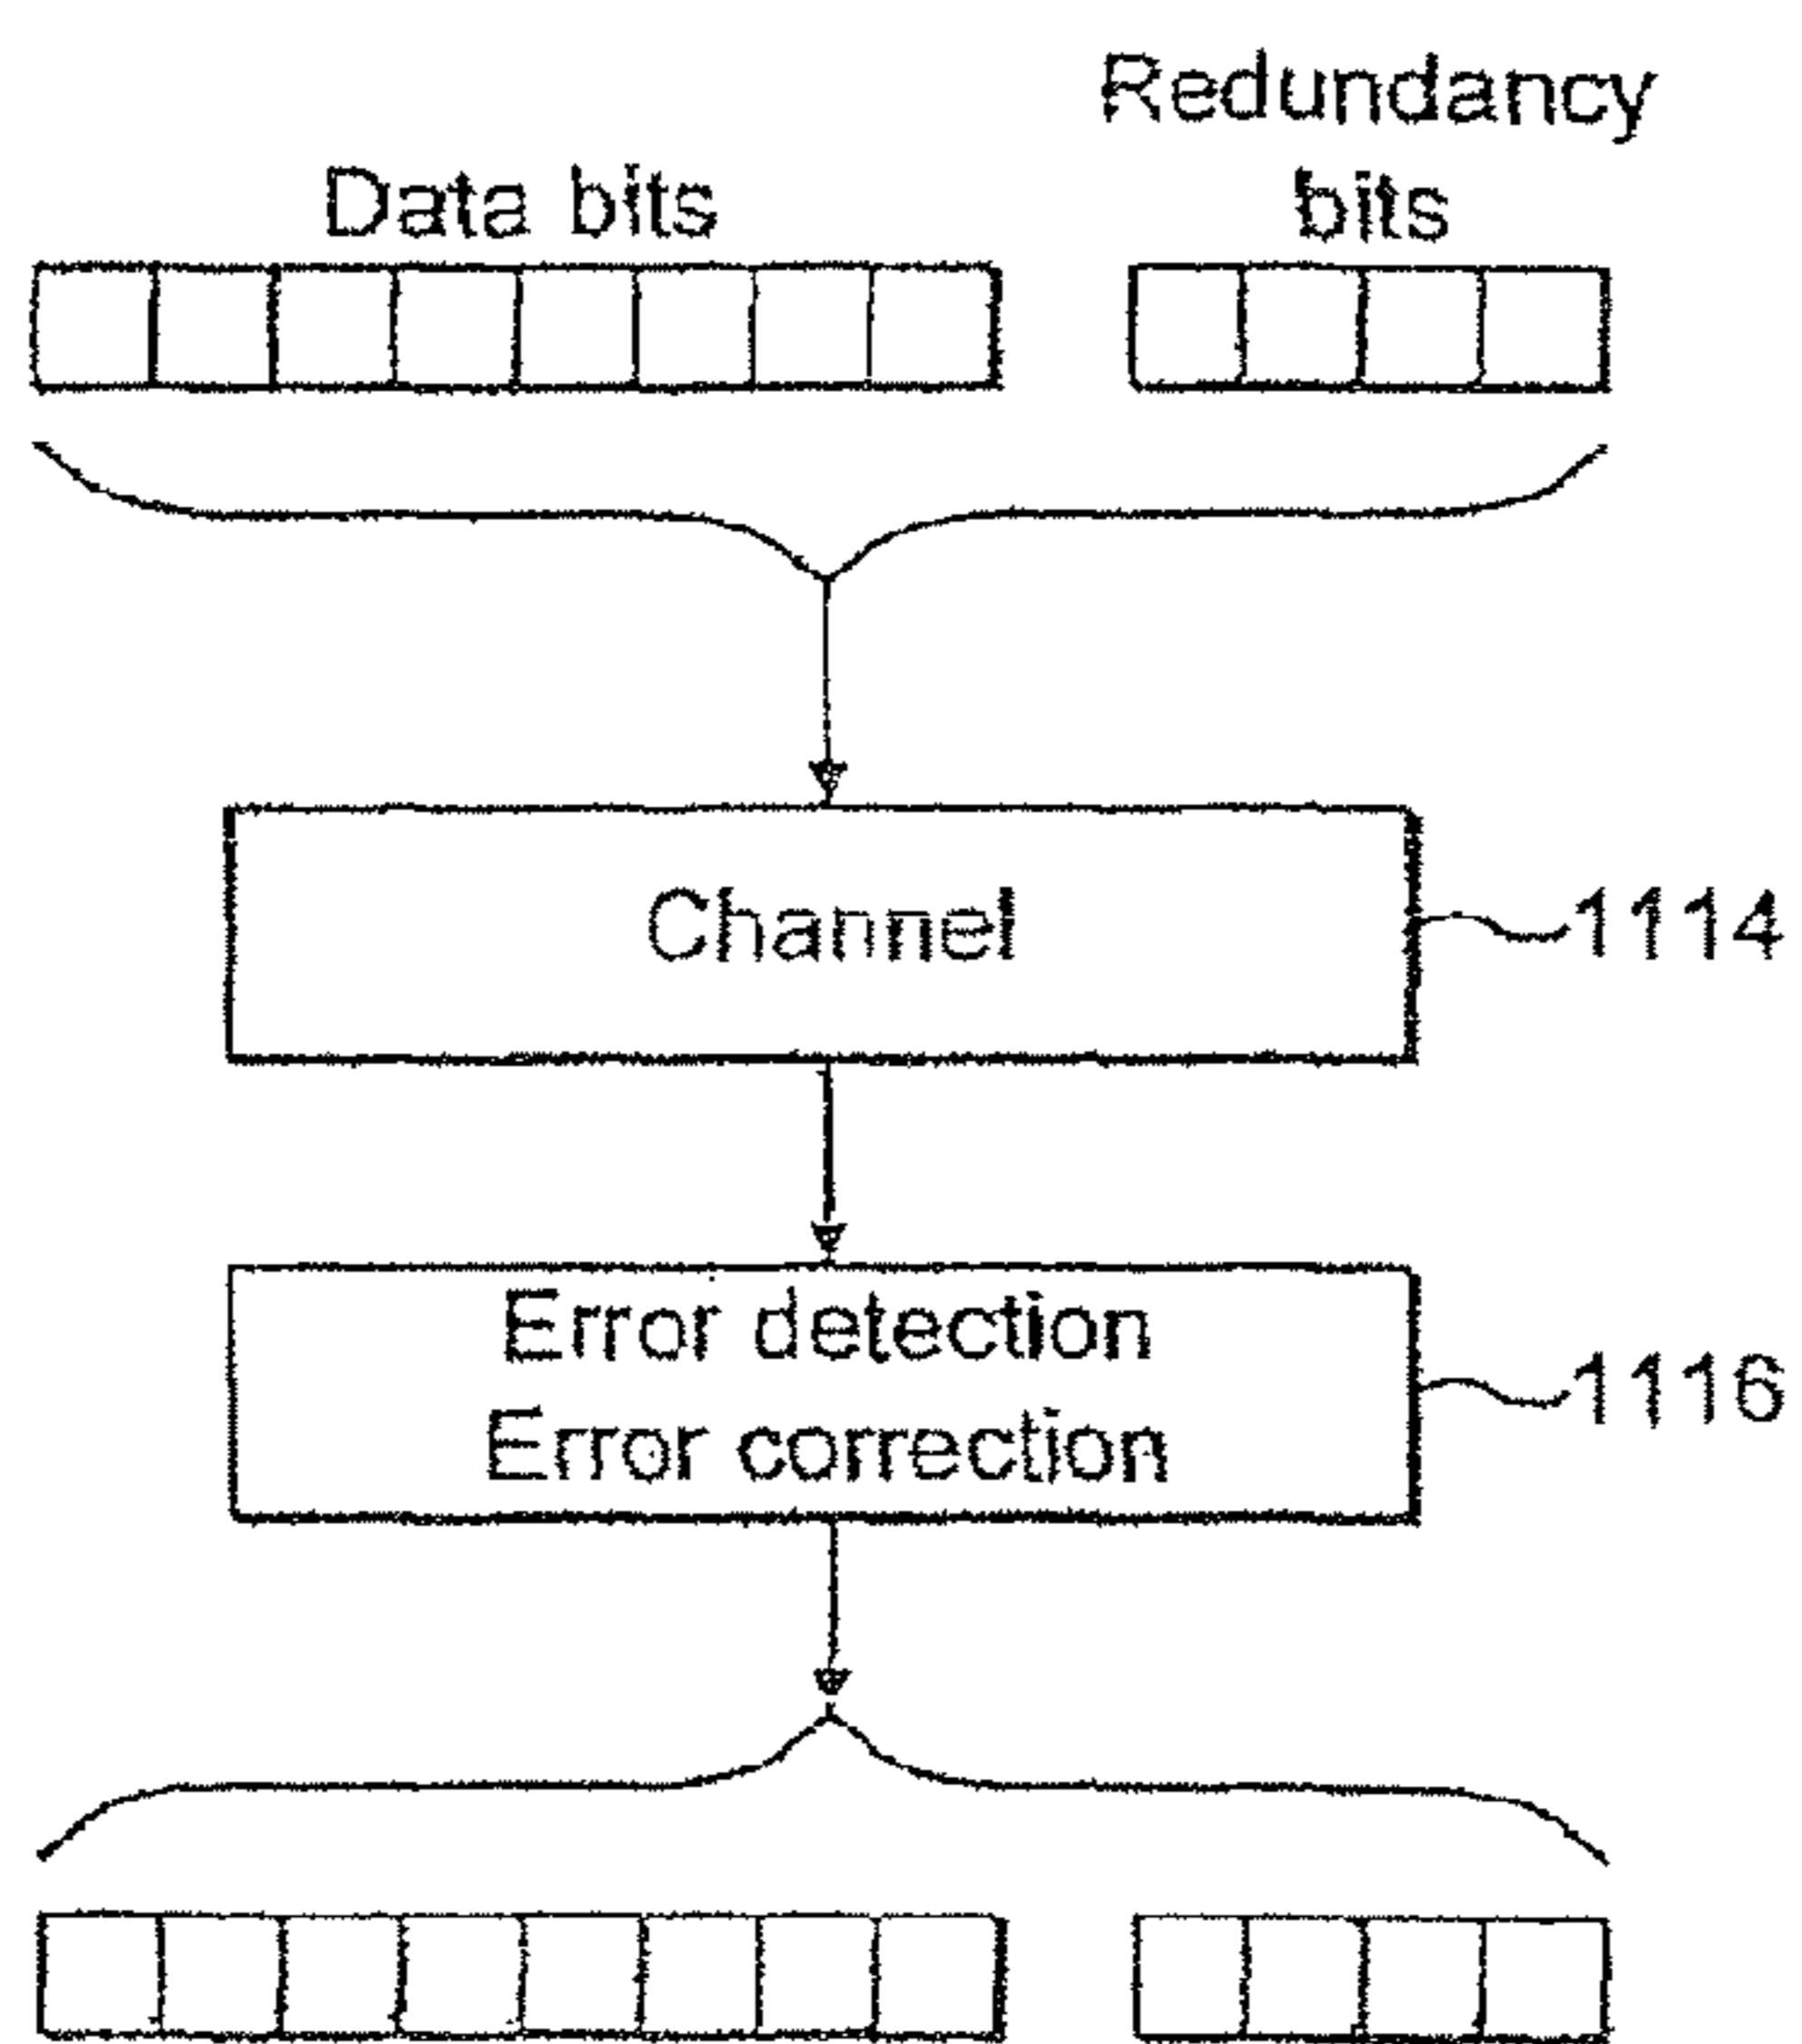 Redundancy
Data bits
bits
Channel
1114
Error detection
Error correction
1116